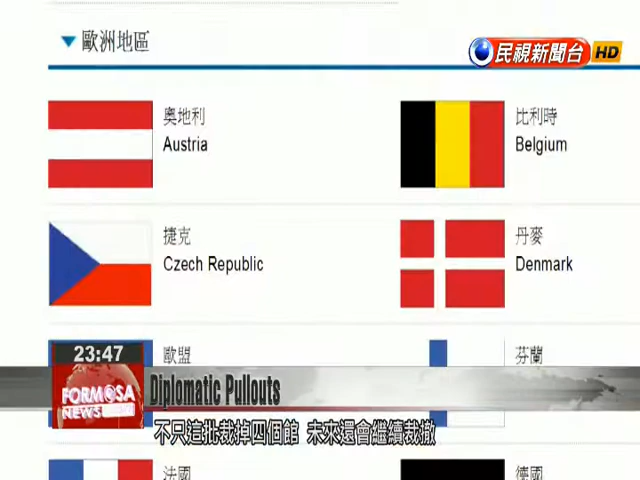 歐洲地區
民視新聞台 HD
奧地利
Austria
比利時
Belgium
捷克
Czech Republic
丹麥
Denmark
歐盟
芬蘭
23:47
FORMOSA
NEWS
Diplomatic Pullouts
不只這批裁掉四個館 未來還會繼續裁撤
法國
德國